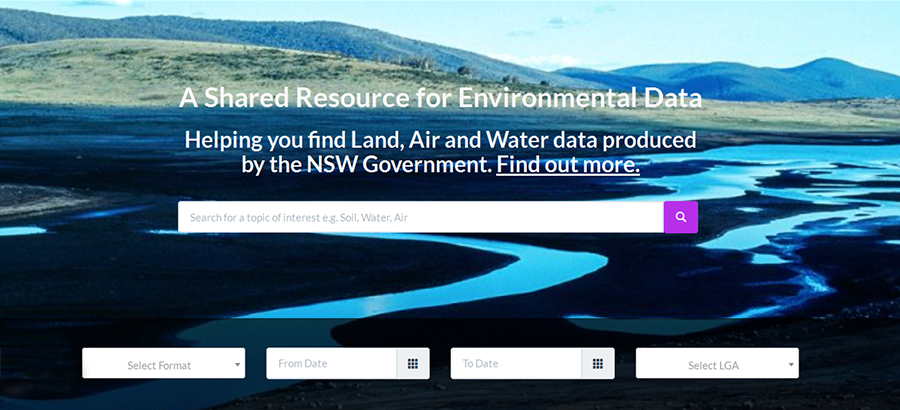 A Shared Resource for Environmental Data
Helping you find Land, Air and Water data produced
by the NSW Government. Find out more.
Search for a topic of interest e.g. Soil, Water, Air
Select Format
From Date
To Date
Select LGA